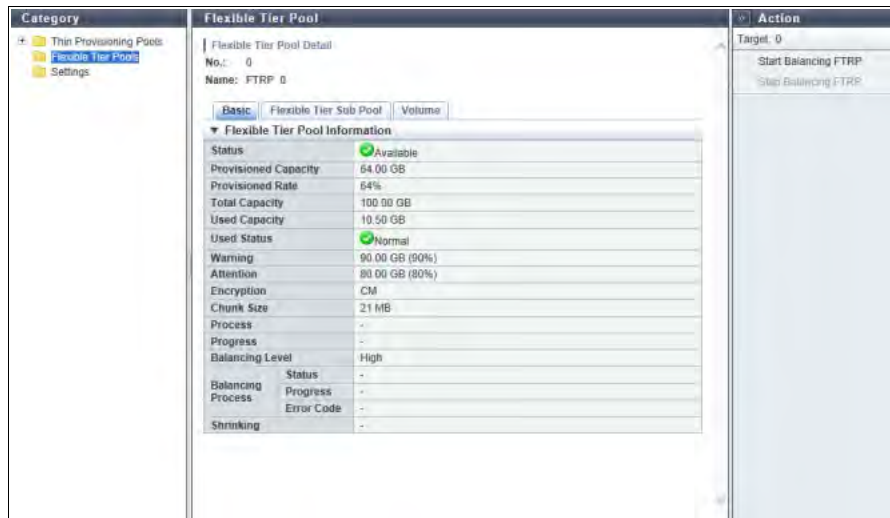 Category
Thin Provisioning Pools
Flexible Tier Pools
Settings
Flexible Tier Pool
Flexible Tier Pool Detail
No.: 0
Name: FTRP 0
Basic Flexible Tier Sub Pool Volume
▼ Flexible Tier Pool Information
Status Available
Provisioned Capacity 64.00 GB
Provisioned Rate 64%
Total Capacity 100.00 GB
Used Capacity 10.50 GB
Used Status Normal
Warning 90.00 GB (90%)
Attention 80.00 GB (80%)
Encryption CM
Chunk Size 21 MB
Process -
Progress -
Balancing Level High
Balancing Process
Status -
Progress -
Error Code -
Shrinking -
» Action
Target: 0
Start Balancing FTRP
Stop Balancing FTRP